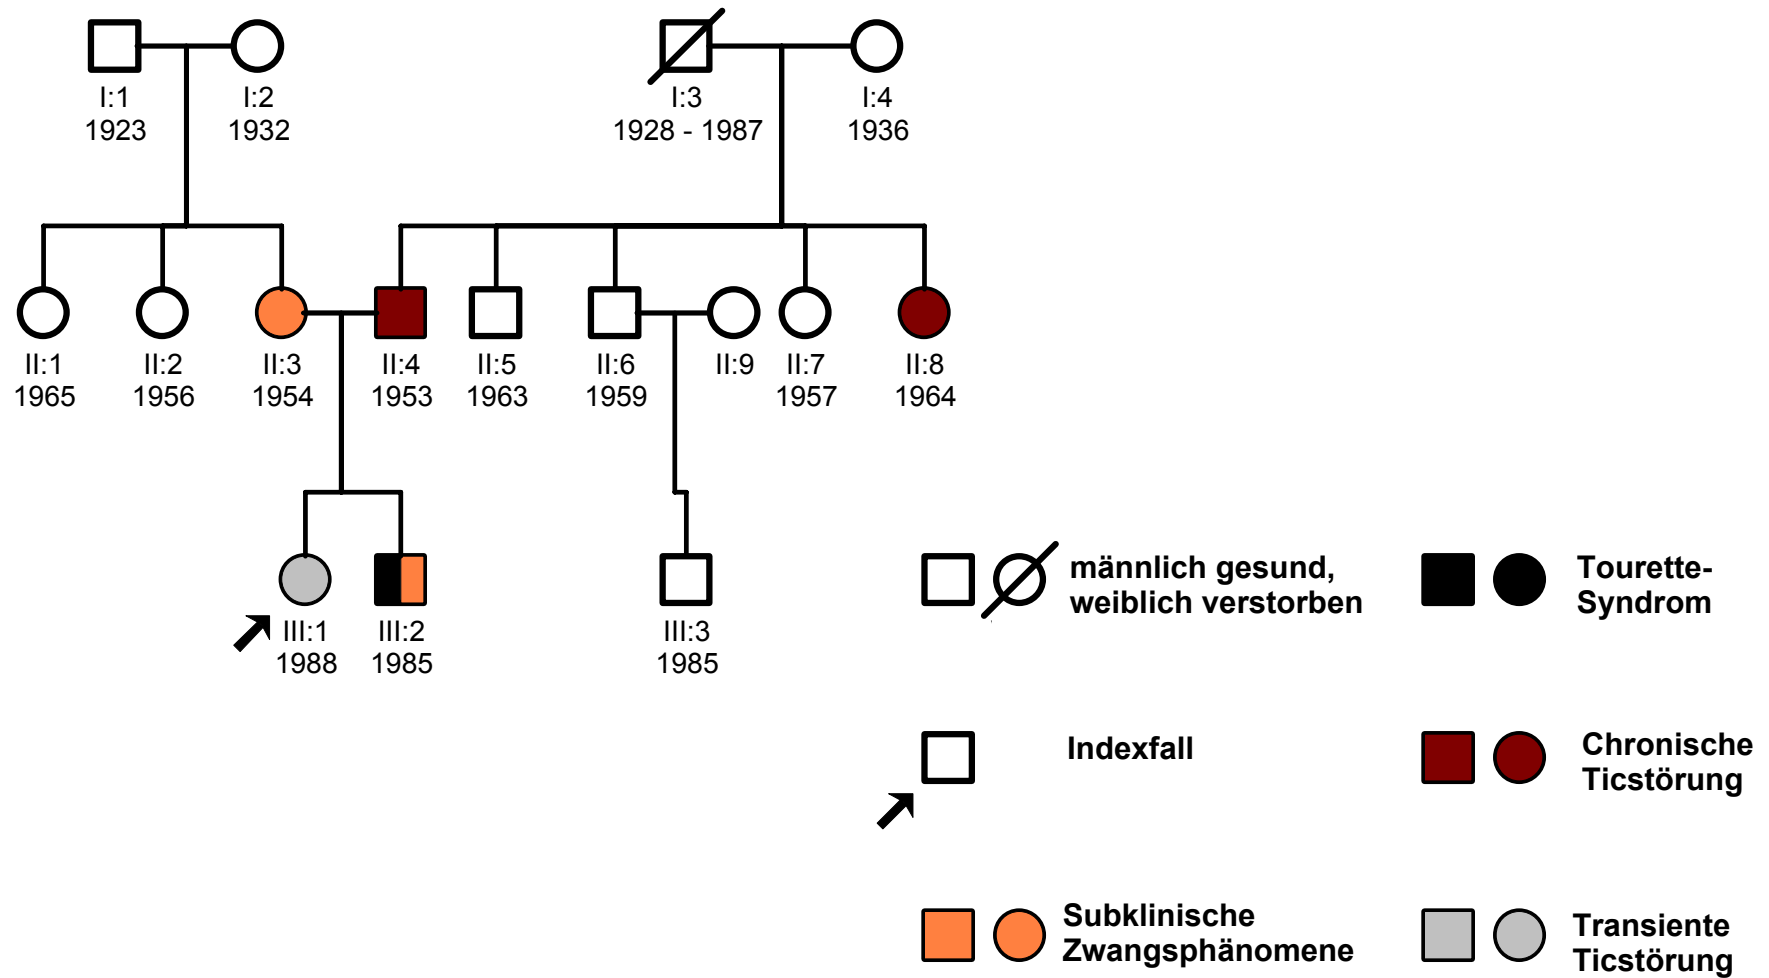 I:1
1923
I:2
1932
I:3
1928 - 1987
I:4
1936
II:1
1965
II:2
1956
II:3
1954
II:4
1953
II:5
1963
II:6
1959
II:9
II:7
1957
II:8
1964
III:1
1988
III:2
1985
III:3
1985
männlich gesund,
weiblich verstorben
Tourette-
Syndrom
Indexfall
Chronische
Ticstörung
Subklinische
Zwangsphänomene
Transiente
Ticstörung